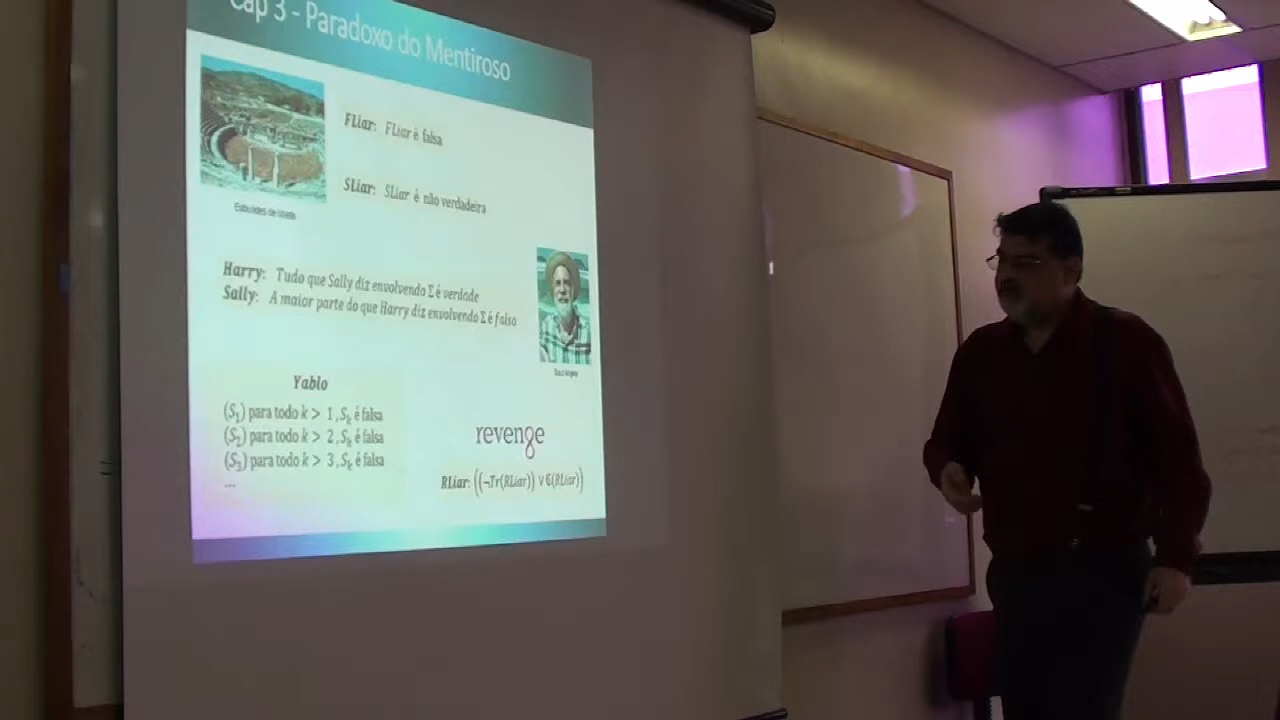 Cap 3 - Paradoxo do Mentiroso
FLiar: FLiar é falsa
SLiar: SLiar é não verdadeira
Harry: Tudo que Sally diz envolvendo Σ é verdade
Sally: A maior parte do que Harry diz envolvendo Σ é falso
Yablo
(S₁) para todo k > 1, Sₖ é falsa
(S₂) para todo k > 2, Sₖ é falsa
(S₃) para todo k > 3, Sₖ é falsa
...
revenge
RLiar: ((¬Tr(RLiar)) ∨ G(RLiar))